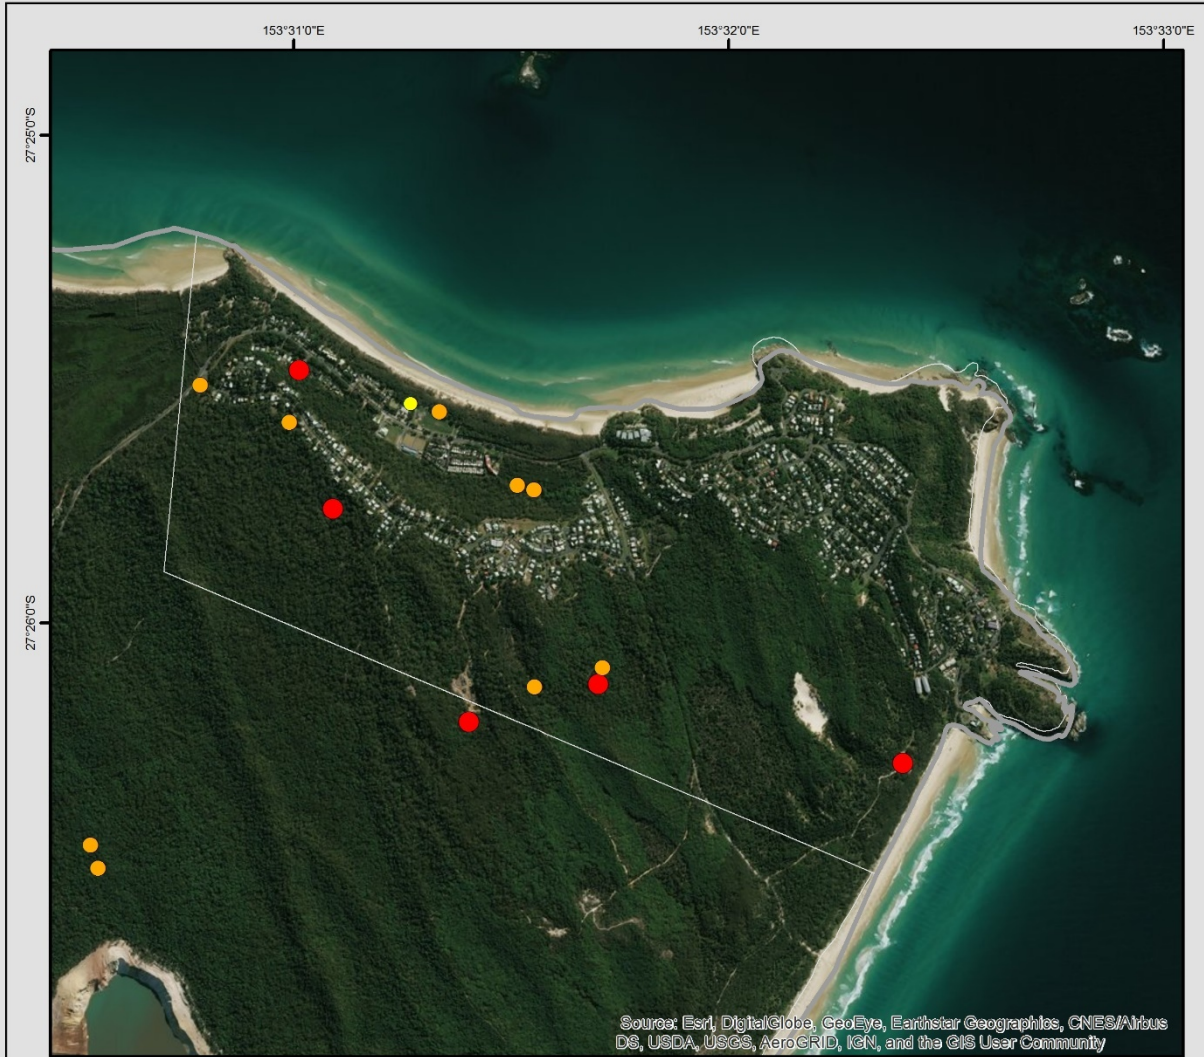 153°31'0"E
153°32'0"E
153°33'0"E
27°25'0"S
27°26'0"S
Source: Esri, DigitalGlobe, GeoEye, Earthstar Geographics, CNES/Airbus
DS, USDA, USGS, AeroGRID, IGN, and the GIS User Community